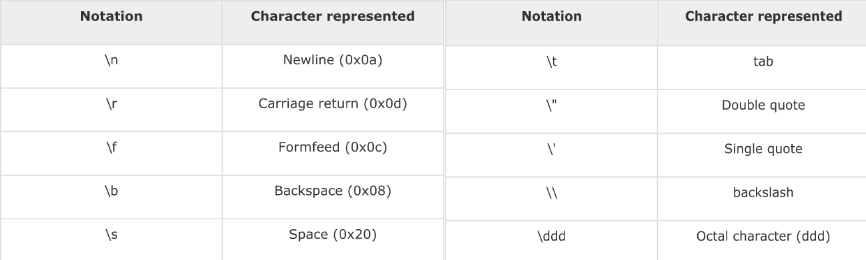 Notation Character represented Notation Character represented
\n Newline (0x0a) \t tab
\r Carriage return (0x0d) \" Double quote
\f Formfeed (0x0c) \' Single quote
\b Backspace (0x08) \\ backslash
\s Space (0x20) \ddd Octal character (ddd)